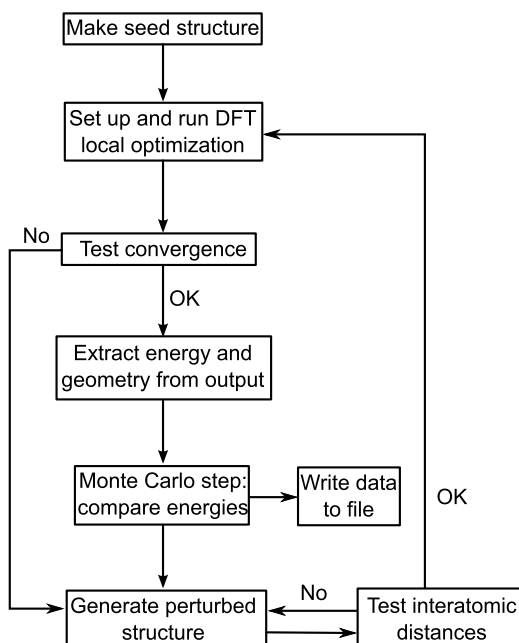 Make seed structure
Set up and run DFT
local optimization
No
Test convergence
OK
Extract energy and
geometry from output
Monte Carlo step:
compare energies
Write data
to file
OK
Generate perturbed
structure
No
Test interatomic
distances